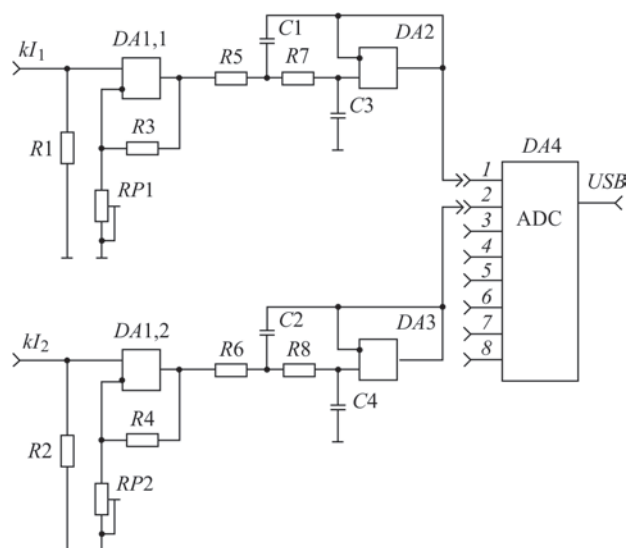 C1
DA2
kI₁
DA1,1
R5
R7
C3
R3
R1
RP1
DA4
1
USB
2
ADC
3
4
5
6
7
8
C2
DA3
kI₂
DA1,2
R6
R8
C4
R4
R2
RP2